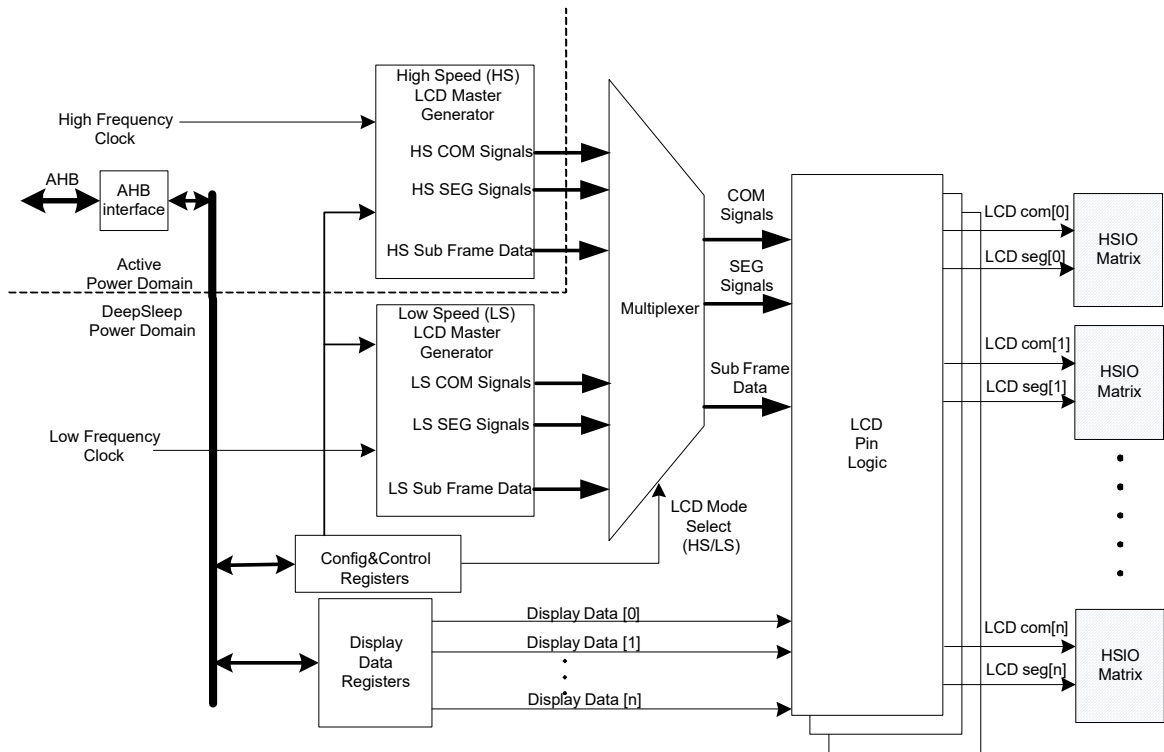 High Speed (HS)
LCD Master
Generator
High Frequency
Clock
HS COM Signals
HS SEG Signals
HS Sub Frame Data
AHB
AHB
interface
Active
Power Domain
DeepSleep
Power Domain
Low Speed (LS)
LCD Master
Generator
LS COM Signals
LS SEG Signals
LS Sub Frame Data
Low Frequency
Clock
Multiplexer
COM
Signals
SEG
Signals
Sub Frame
Data
LCD Mode
Select
(HS/LS)
Config&Control
Registers
Display
Data
Registers
Display Data [0]
Display Data [1]
Display Data [n]
LCD
Pin
Logic
LCD com[0]
LCD seg[0]
HSIO
Matrix
LCD com[1]
LCD seg[1]
HSIO
Matrix
LCD com[n]
LCD seg[n]
HSIO
Matrix